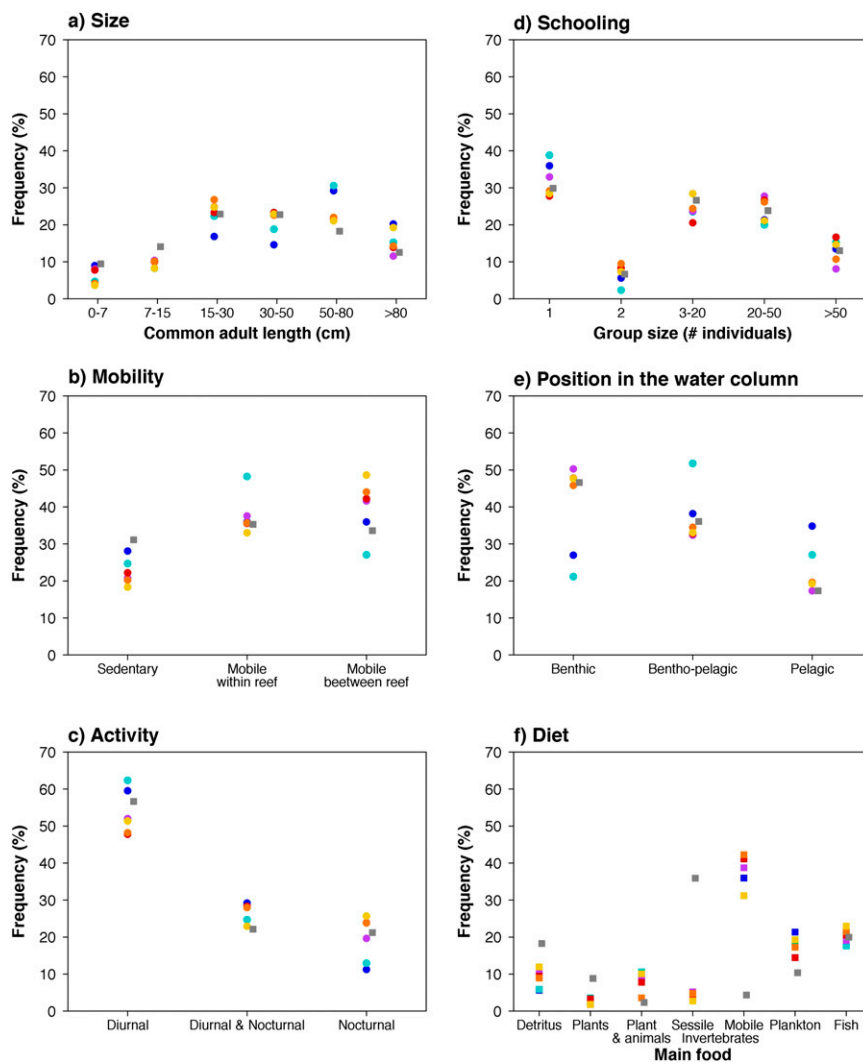 a) Size
70
60
50
40
30
20
10
0
Frequency (%)
0-7 7-15 15-30 30-50 50-80 >80
Common adult length (cm)
d) Schooling
70
60
50
40
30
20
10
0
Frequency (%)
1 2 3-20 20-50 >50
Group size (# individuals)
b) Mobility
70
60
50
40
30
20
10
0
Frequency (%)
Sedentary Mobile Mobile
within reef beetween reef
e) Position in the water column
70
60
50
40
30
20
10
0
Frequency (%)
Benthic Bentho-pelagic Pelagic
c) Activity
70
60
50
40
30
20
10
0
Frequency (%)
Diurnal Diurnal & Nocturnal Nocturnal
f) Diet
70
60
50
40
30
20
10
0
Frequency (%)
Detritus Plants Plant Sessile Mobile Plankton Fish
& animals Invertebrates
Main food